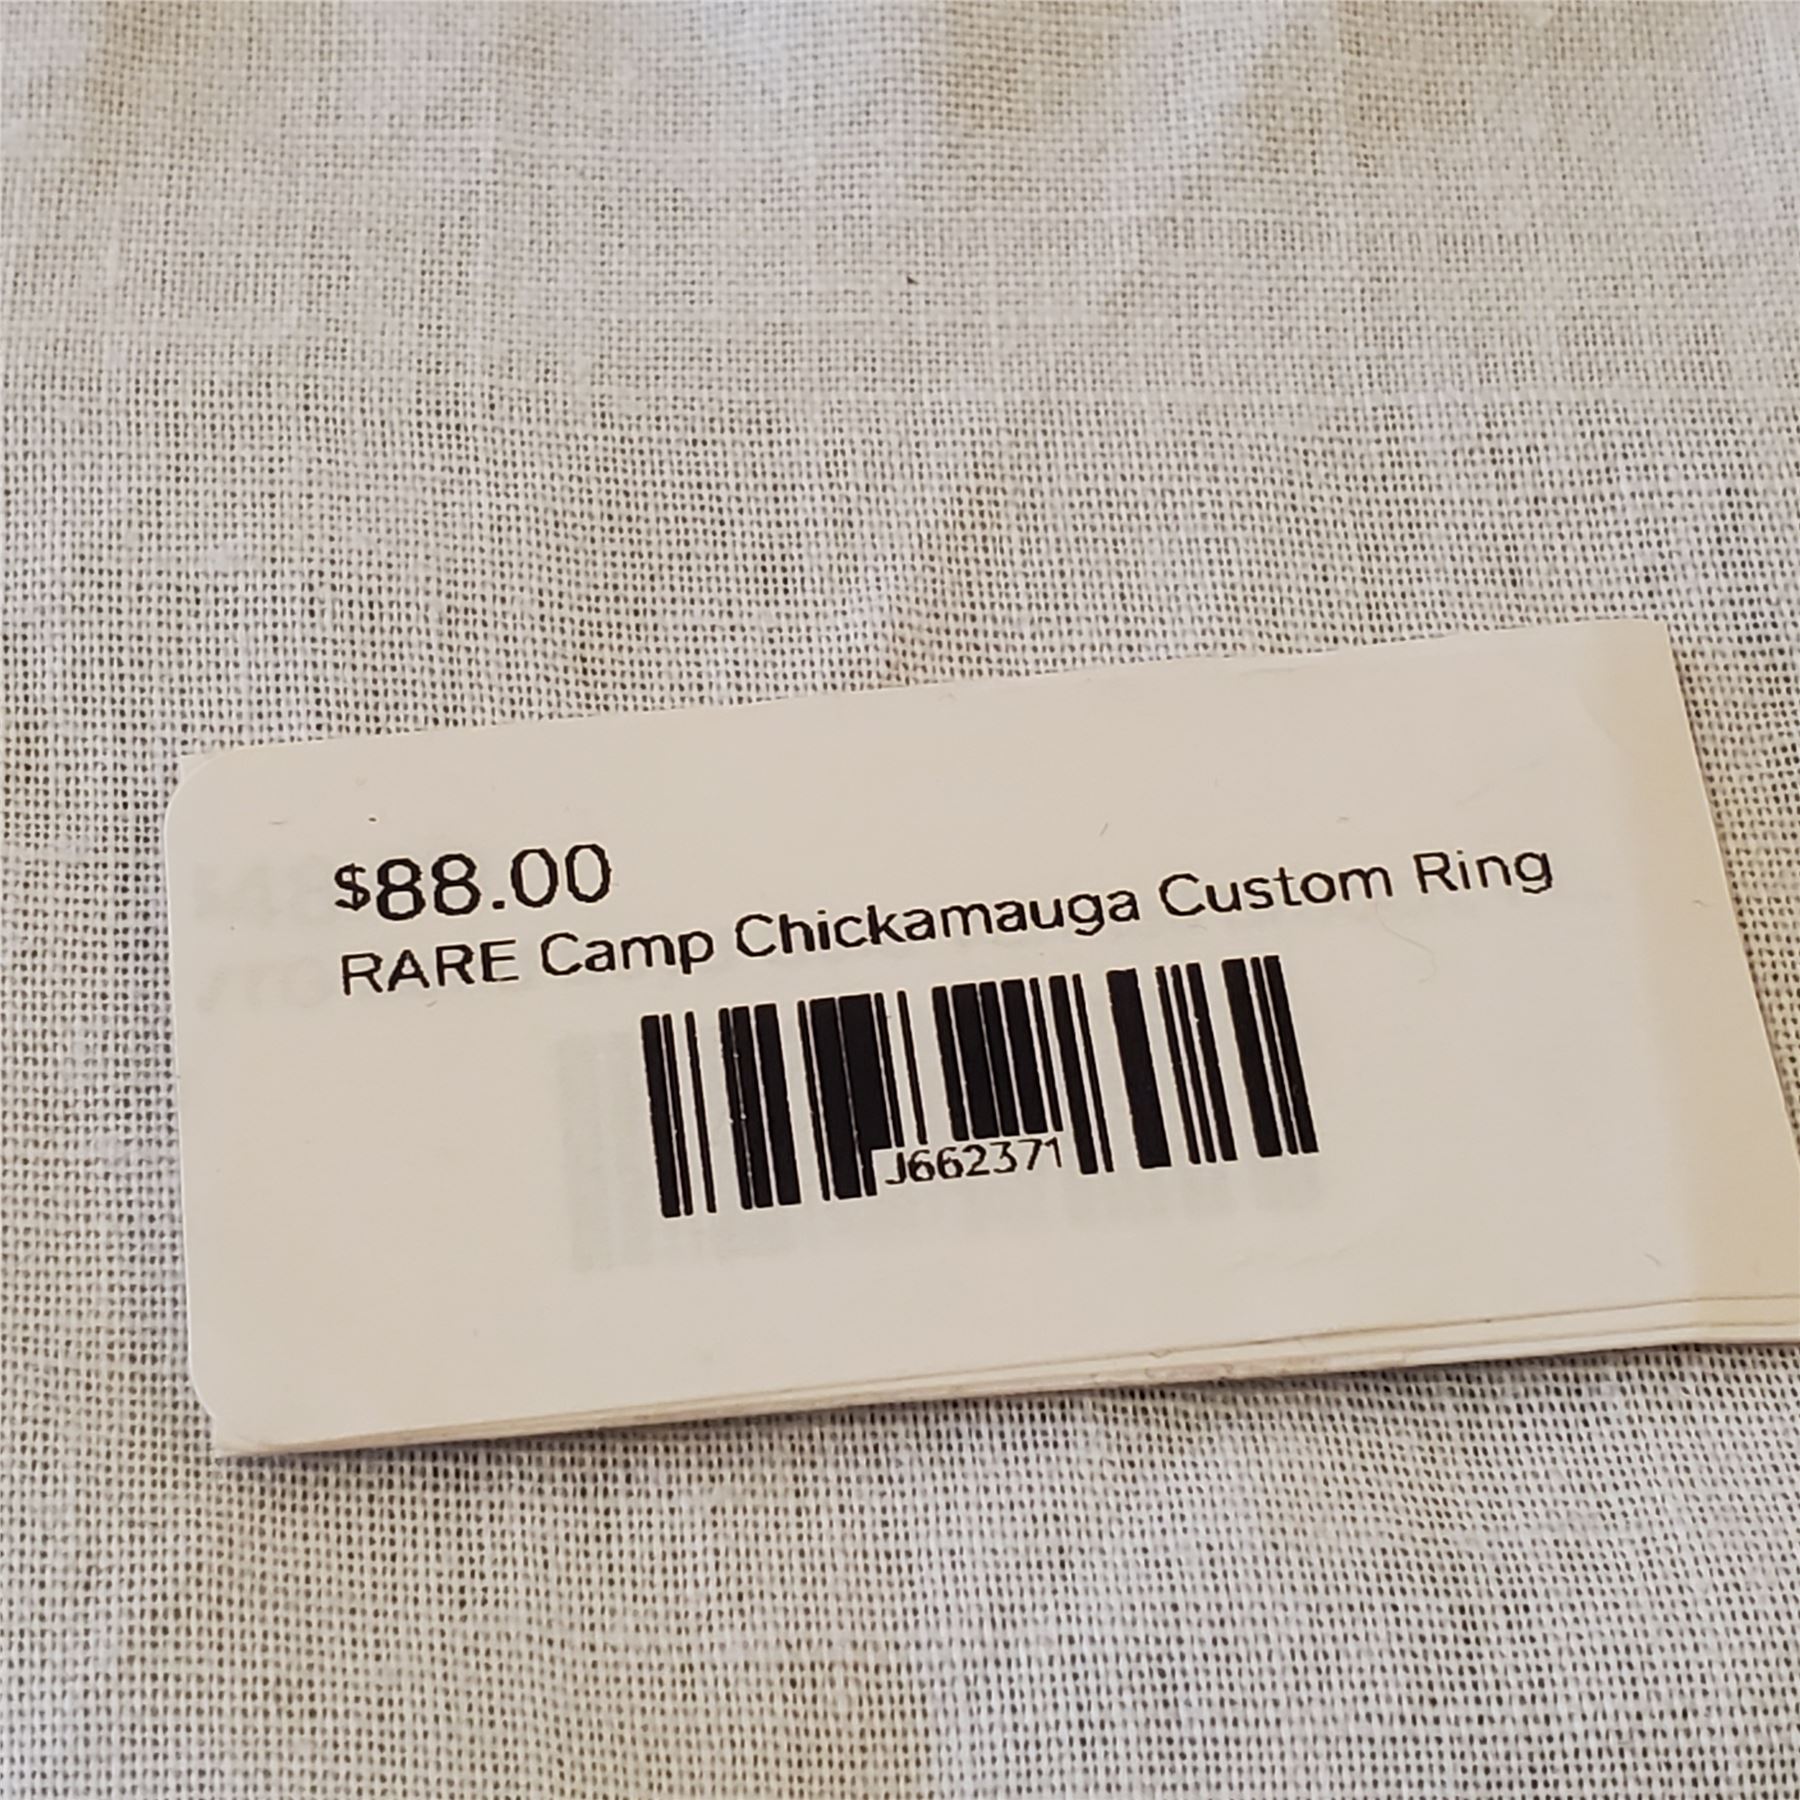 $88.00
RARE Camp Chickamauga Custom Ring
J662371